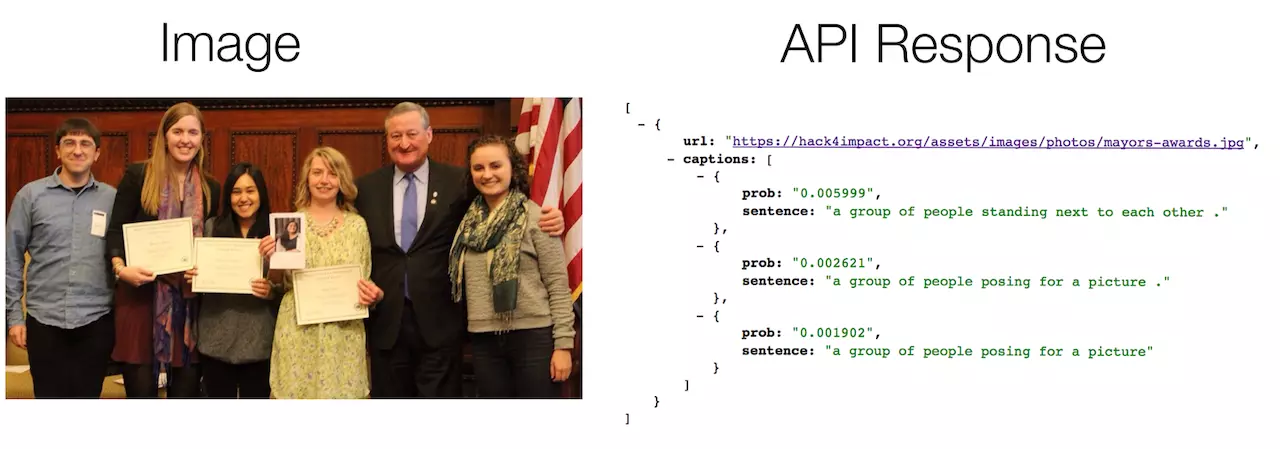 Image
API Response
[
- {
url: "https://hack4impact.org/assets/images/photos/mayors-awards.jpg",
- captions: [
- {
prob: "0.005999",
sentence: "a group of people standing next to each other ."
},
- {
prob: "0.002621",
sentence: "a group of people posing for a picture ."
},
- {
prob: "0.001902",
sentence: "a group of people posing for a picture"
}
]
}
]